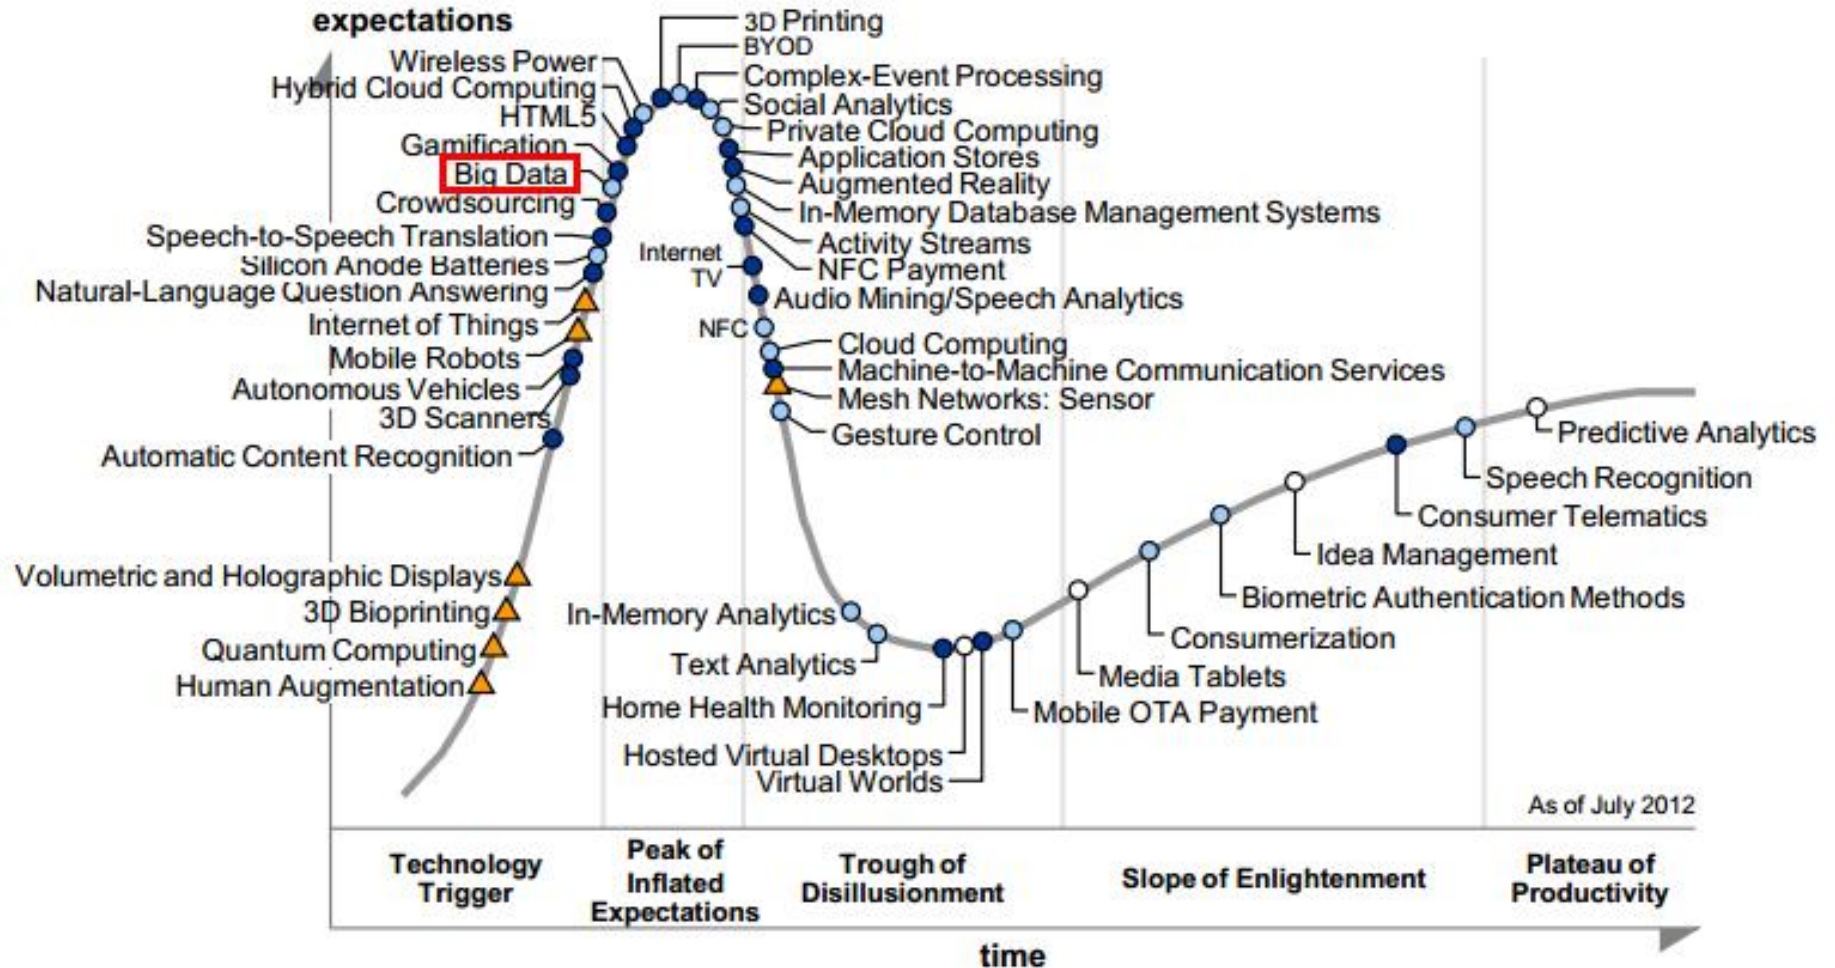 expectations
3D Printing
BYOD
Wireless Power
Complex-Event Processing
Hybrid Cloud Computing
Social Analytics
HTML5
Private Cloud Computing
Gamification
Application Stores
Big Data
Augmented Reality
Crowdsourcing
In-Memory Database Management Systems
Speech-to-Speech Translation
Activity Streams
Internet
TV
Silicon Anode Batteries
NFC Payment
Natural-Language Question Answering
Audio Mining/Speech Analytics
Internet of Things
NFC
Cloud Computing
Mobile Robots
Machine-to-Machine Communication Services
Autonomous Vehicles
Mesh Networks: Sensor
3D Scanners
Gesture Control
Automatic Content Recognition
Predictive Analytics
Speech Recognition
Consumer Telematics
Idea Management
Volumetric and Holographic Displays
Biometric Authentication Methods
3D Bioprinting
In-Memory Analytics
Consumerization
Quantum Computing
Text Analytics
Media Tablets
Human Augmentation
Home Health Monitoring
Mobile OTA Payment
Hosted Virtual Desktops
Virtual Worlds
As of July 2012
Technology
Trigger
Peak of
Inflated
Expectations
Trough of
Disillusionment
Slope of Enlightenment
Plateau of
Productivity
time